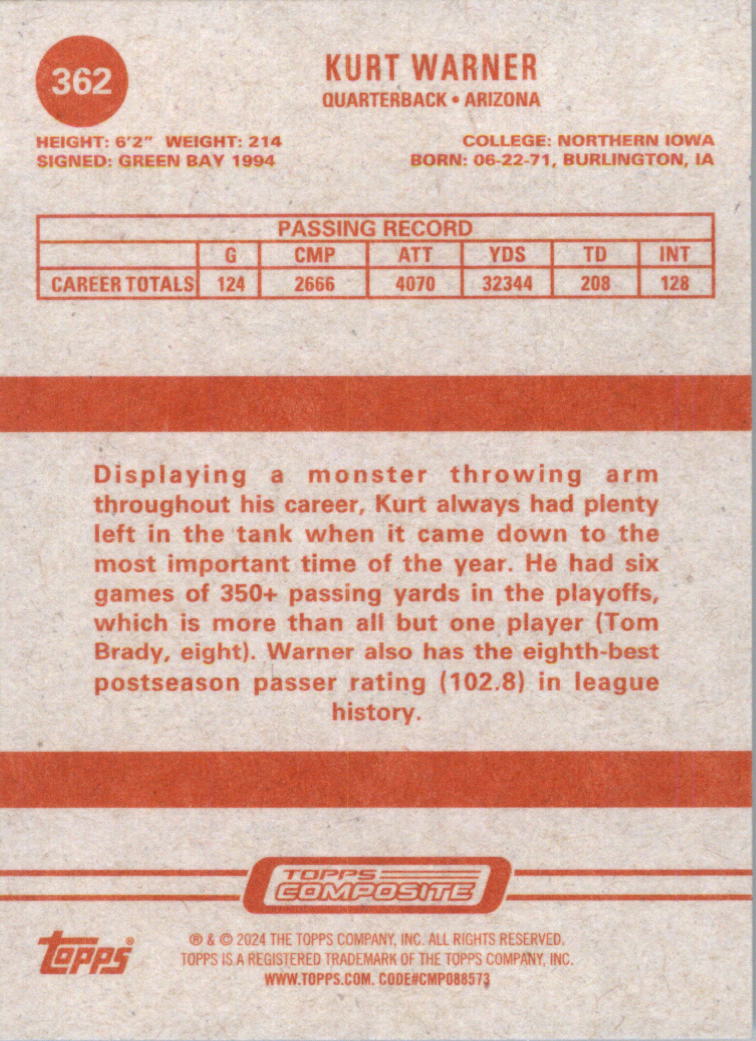 362
KURT WARNER
QUARTERBACK • ARIZONA
HEIGHT: 6'2" WEIGHT: 214
SIGNED: GREEN BAY 1994
COLLEGE: NORTHERN IOWA
BORN: 06-22-71, BURLINGTON, IA
PASSING RECORD
G CMP ATT YDS TD INT
CAREER TOTALS 124 2666 4070 32344 208 128
Displaying a monster throwing arm
throughout his career, Kurt always had plenty
left in the tank when it came down to the
most important time of the year. He had six
games of 350+ passing yards in the playoffs,
which is more than all but one player (Tom
Brady, eight). Warner also has the eighth-best
postseason passer rating (102.8) in league
history.
TOPPS
COMPOSITE
topps®
® & © 2024 THE TOPPS COMPANY, INC. ALL RIGHTS RESERVED.
TOPPS IS A REGISTERED TRADEMARK OF THE TOPPS COMPANY, INC.
WWW.TOPPS.COM. CODE#CMP088573